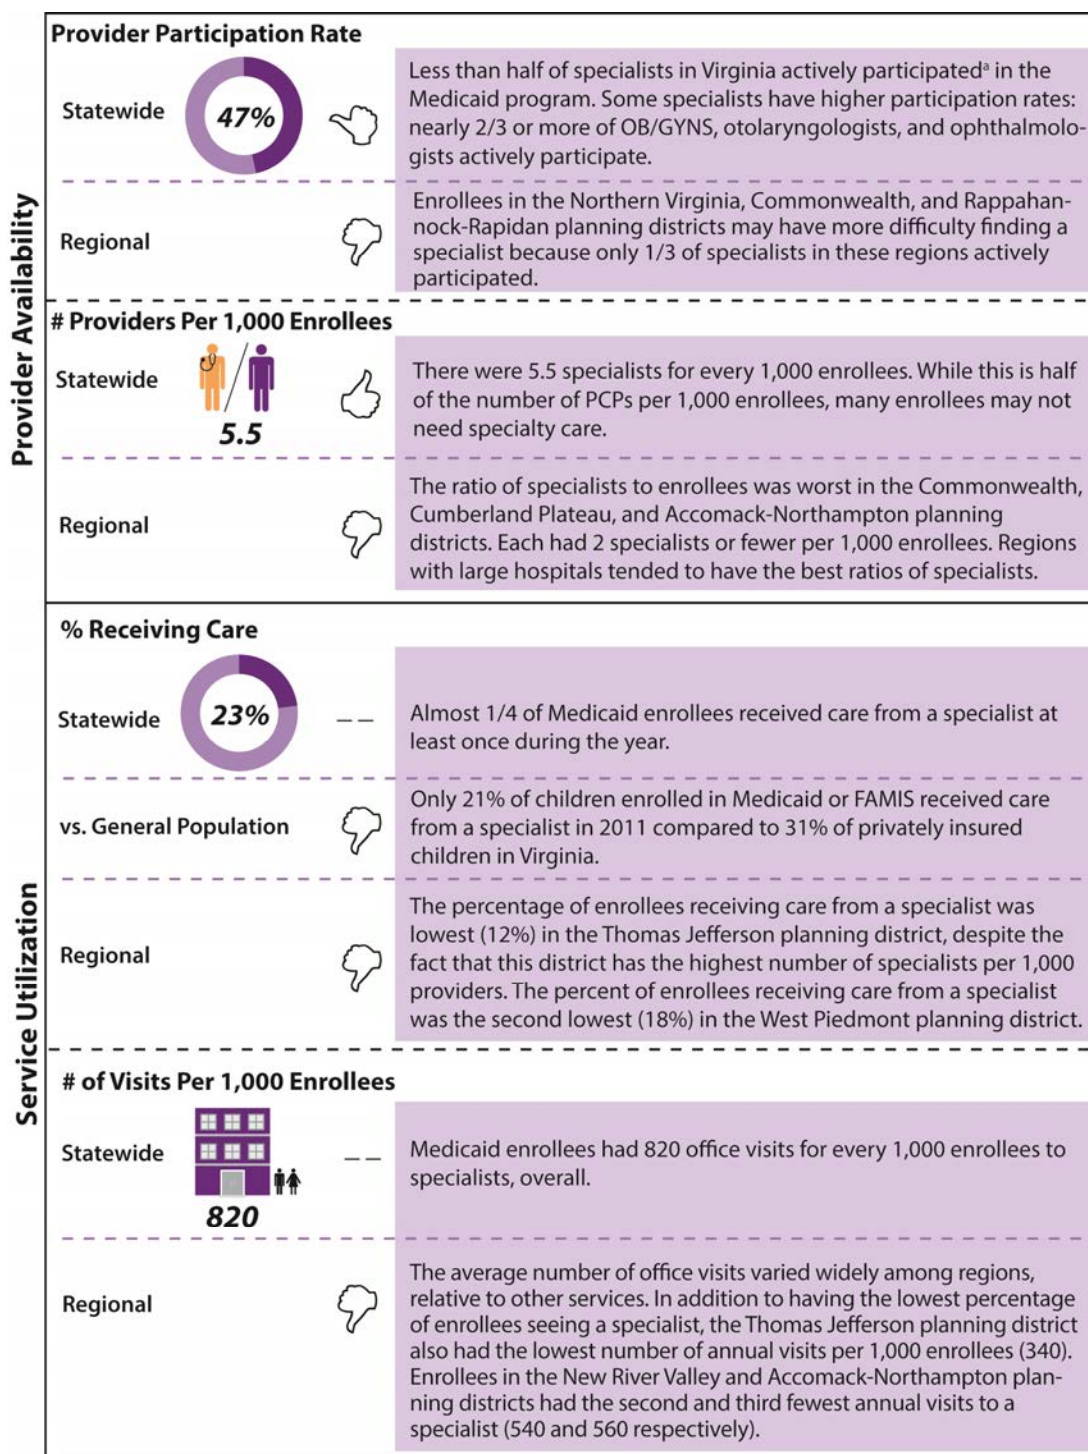 Provider Availability
Provider Participation Rate
Statewide
47%
Less than half of specialists in Virginia actively participatedᵃ in the
Medicaid program. Some specialists have higher participation rates:
nearly 2/3 or more of OB/GYNS, otolaryngologists, and ophthalmolo-
gists actively participate.
Regional
Enrollees in the Northern Virginia, Commonwealth, and Rappahan-
nock-Rapidan planning districts may have more difficulty finding a
specialist because only 1/3 of specialists in these regions actively
participated.
# Providers Per 1,000 Enrollees
Statewide
5.5
There were 5.5 specialists for every 1,000 enrollees. While this is half
of the number of PCPs per 1,000 enrollees, many enrollees may not
need specialty care.
Regional
The ratio of specialists to enrollees was worst in the Commonwealth,
Cumberland Plateau, and Accomack-Northampton planning
districts. Each had 2 specialists or fewer per 1,000 enrollees. Regions
with large hospitals tended to have the best ratios of specialists.
Service Utilization
% Receiving Care
Statewide
23%
– –
Almost 1/4 of Medicaid enrollees received care from a specialist at
least once during the year.
vs. General Population
Only 21% of children enrolled in Medicaid or FAMIS received care
from a specialist in 2011 compared to 31% of privately insured
children in Virginia.
Regional
The percentage of enrollees receiving care from a specialist was
lowest (12%) in the Thomas Jefferson planning district, despite the
fact that this district has the highest number of specialists per 1,000
providers. The percent of enrollees receiving care from a specialist
was the second lowest (18%) in the West Piedmont planning district.
# of Visits Per 1,000 Enrollees
Statewide
820
– –
Medicaid enrollees had 820 office visits for every 1,000 enrollees to
specialists, overall.
Regional
The average number of office visits varied widely among regions,
relative to other services. In addition to having the lowest percentage
of enrollees seeing a specialist, the Thomas Jefferson planning district
also had the lowest number of annual visits per 1,000 enrollees (340).
Enrollees in the New River Valley and Accomack-Northampton plan-
ning districts had the second and third fewest annual visits to a
specialist (540 and 560 respectively).